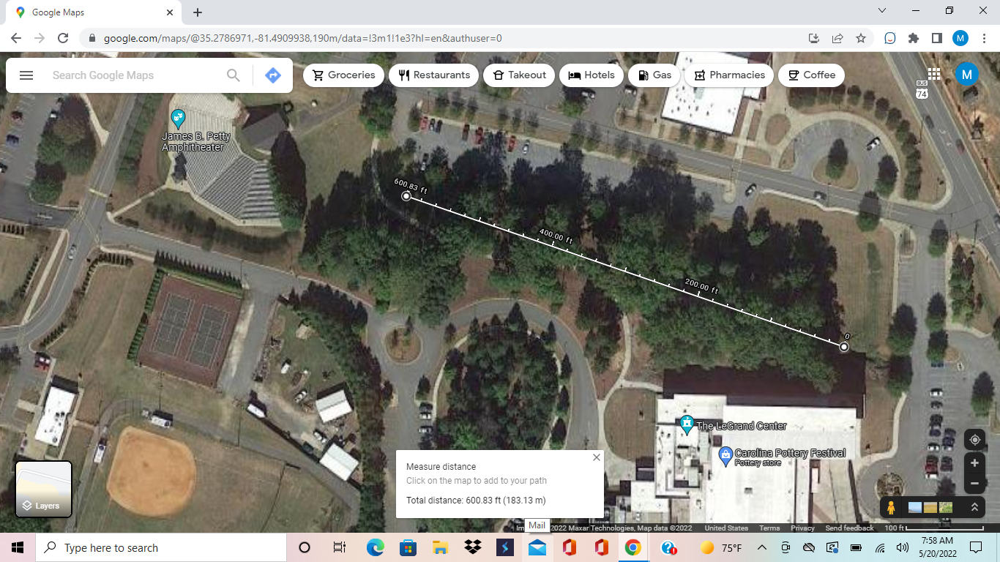 Google Maps
google.com/maps/@35.2786971,-81.4909938,190m/data=!3m1!1e3?hl=en&authuser=0
M
Search Google Maps
Groceries
Restaurants
Takeout
Hotels
Gas
Pharmacies
Coffee
M
BUS
74
James B. Petty
Amphitheater
600.83 ft
400.00 ft
200.00 ft
0
The LeGrand Center
Carolina Pottery Festival
Pottery store
Measure distance
Click on the map to add to your path
Total distance: 600.83 ft (183.13 m)
Layers
Mail
2022 Maxar Technologies, Map data ©2022 United States Terms Privacy Send feedback 100 ft
Type here to search
75°F
7:58 AM
5/20/2022